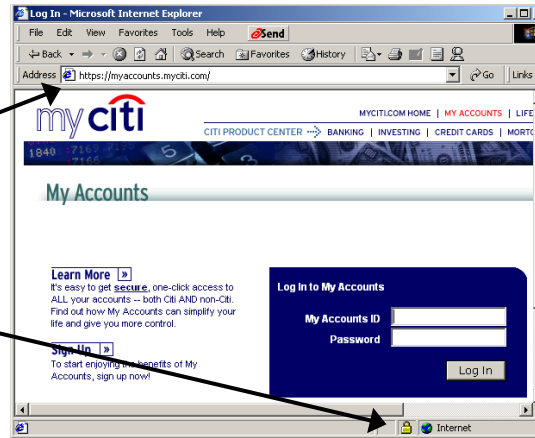 Log In - Microsoft Internet Explorer
File Edit View Favorites Tools Help Send
Back Search Favorites History
Address https://myaccounts.myciti.com/ Go Links
my citi
MYCITI.COM HOME | MY ACCOUNTS | LIFE
CITI PRODUCT CENTER BANKING | INVESTING | CREDIT CARDS | MORTG
1840 7169 5 6
17166
My Accounts
Learn More »
It's easy to get secure, one-click access to
ALL your accounts -- both Citi AND non-Citi.
Find out how My Accounts can simplify your
life and give you more control.
Sign Up »
To start enjoying the benefits of My
Accounts, sign up now!
Log In to My Accounts
My Accounts ID
Password
Log In
Internet